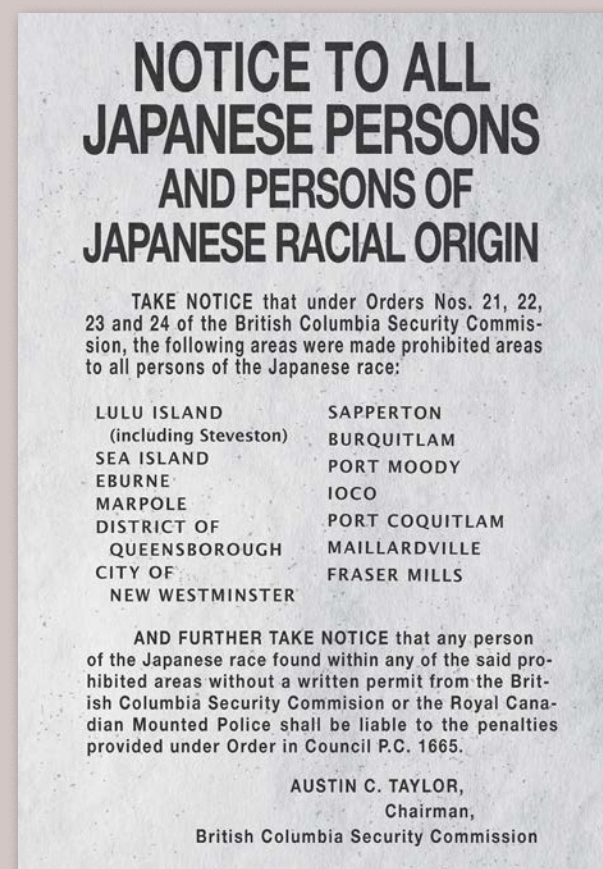 NOTICE TO ALL
JAPANESE PERSONS
AND PERSONS OF
JAPANESE RACIAL ORIGIN
TAKE NOTICE that under Orders Nos. 21, 22,
23 and 24 of the British Columbia Security Commis-
sion, the following areas were made prohibited areas
to all persons of the Japanese race:
LULU ISLAND
(including Steveston)
SEA ISLAND
EBURNE
MARPOLE
DISTRICT OF
QUEENSBOROUGH
CITY OF
NEW WESTMINSTER
SAPPERTON
BURQUITLAM
PORT MOODY
IOCO
PORT COQUITLAM
MAILLARDVILLE
FRASER MILLS
AND FURTHER TAKE NOTICE that any person
of the Japanese race found within any of the said pro-
hibited areas without a written permit from the Brit-
ish Columbia Security Commision or the Royal Cana-
dian Mounted Police shall be liable to the penalties
provided under Order in Council P.C. 1665.
AUSTIN C. TAYLOR,
Chairman,
British Columbia Security Commission